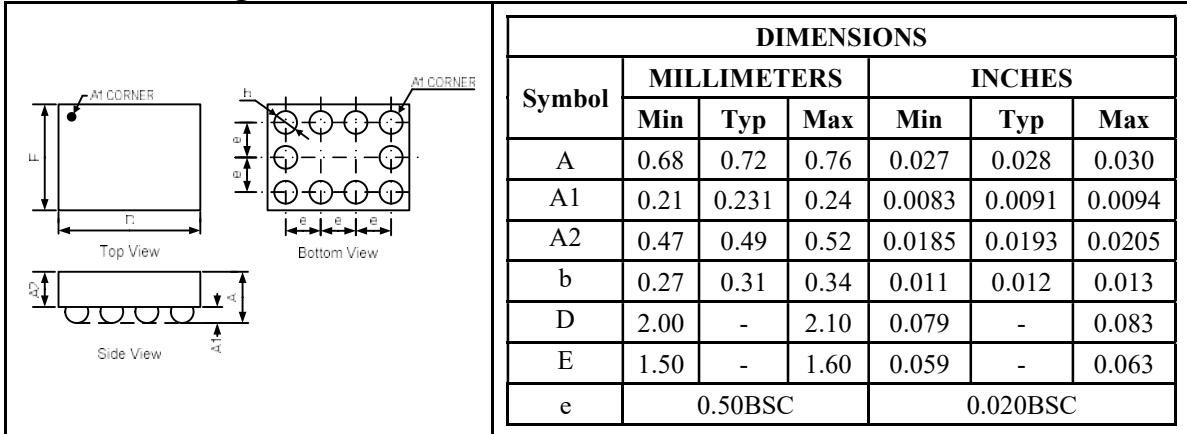 A1 CORNER
A1 CORNER
e
e
e
e
e
Top View
Bottom View
A2
A
A1
Side View
DIMENSIONS
Symbol
MILLIMETERS
INCHES
Min Typ Max Min Typ Max
A 0.68 0.72 0.76 0.027 0.028 0.030
A1 0.21 0.231 0.24 0.0083 0.0091 0.0094
A2 0.47 0.49 0.52 0.0185 0.0193 0.0205
b 0.27 0.31 0.34 0.011 0.012 0.013
D 2.00 - 2.10 0.079 - 0.083
E 1.50 - 1.60 0.059 - 0.063
e 0.50BSC 0.020BSC